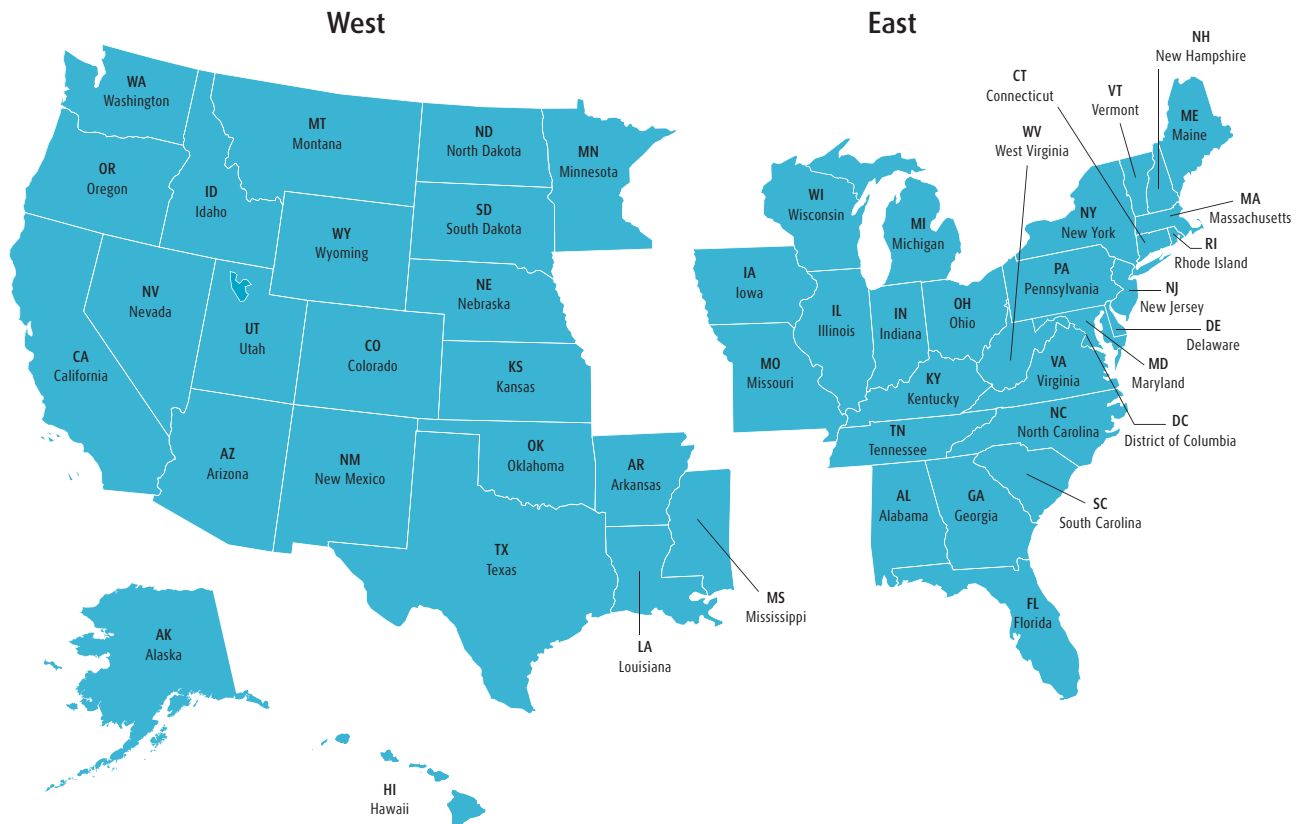 West
East
WA
Washington
OR
Oregon
ID
Idaho
MT
Montana
ND
North Dakota
MN
Minnesota
SD
South Dakota
WY
Wyoming
NE
Nebraska
NV
Nevada
UT
Utah
CO
Colorado
KS
Kansas
CA
California
AZ
Arizona
NM
New Mexico
OK
Oklahoma
AR
Arkansas
TX
Texas
MS
Mississippi
LA
Louisiana
AK
Alaska
HI
Hawaii
NH
New Hampshire
CT
Connecticut
VT
Vermont
WV
West Virginia
ME
Maine
WI
Wisconsin
MI
Michigan
NY
New York
MA
Massachusetts
RI
Rhode Island
IA
Iowa
PA
Pennsylvania
NJ
New Jersey
IL
Illinois
IN
Indiana
OH
Ohio
DE
Delaware
MO
Missouri
KY
Kentucky
VA
Virginia
MD
Maryland
TN
Tennessee
NC
North Carolina
DC
District of Columbia
AL
Alabama
GA
Georgia
SC
South Carolina
FL
Florida